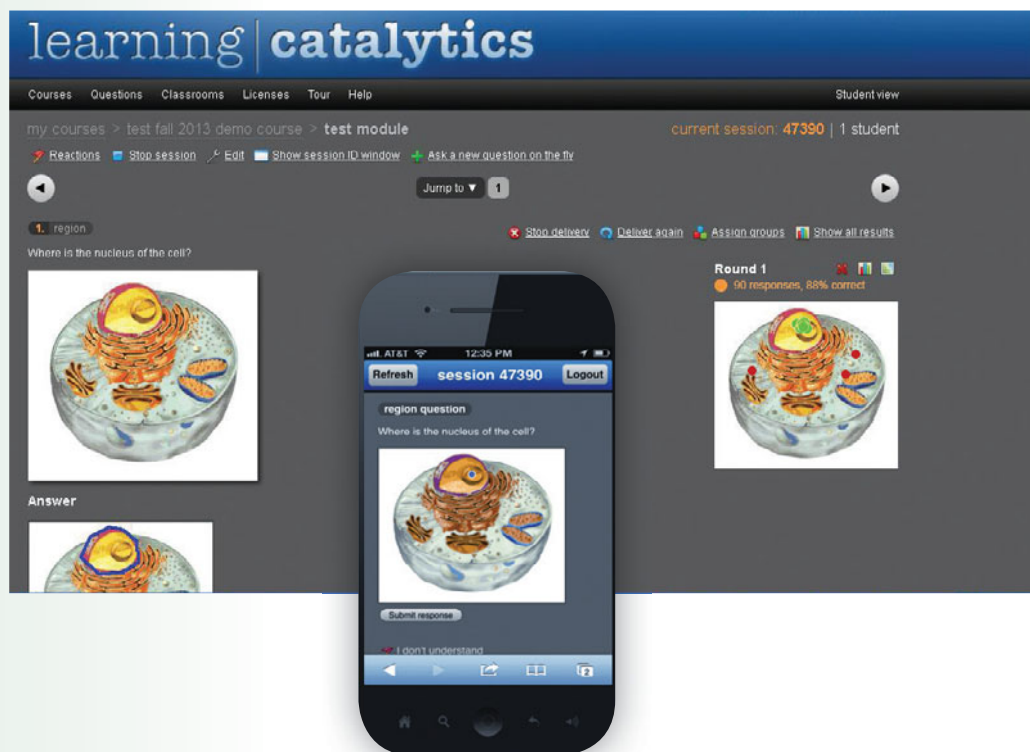 learning | catalytics
Courses Questions Classrooms Licenses Tour Help Student view
my courses > test fall 2013 demo course > test module
current session: 47390 | 1 student
Reactions Stop session Edit Show session ID window Ask a new question on the fly
Jump to ▼ 1
1. region
Stop delivery Deliver again Assign groups Show all results
Where is the nucleus of the cell?
Round 1
90 responses, 88% correct
Answer
AT&T 12:35 PM
Refresh session 47390 Logout
region question
Where is the nucleus of the cell?
Submit response
I don't understand
2